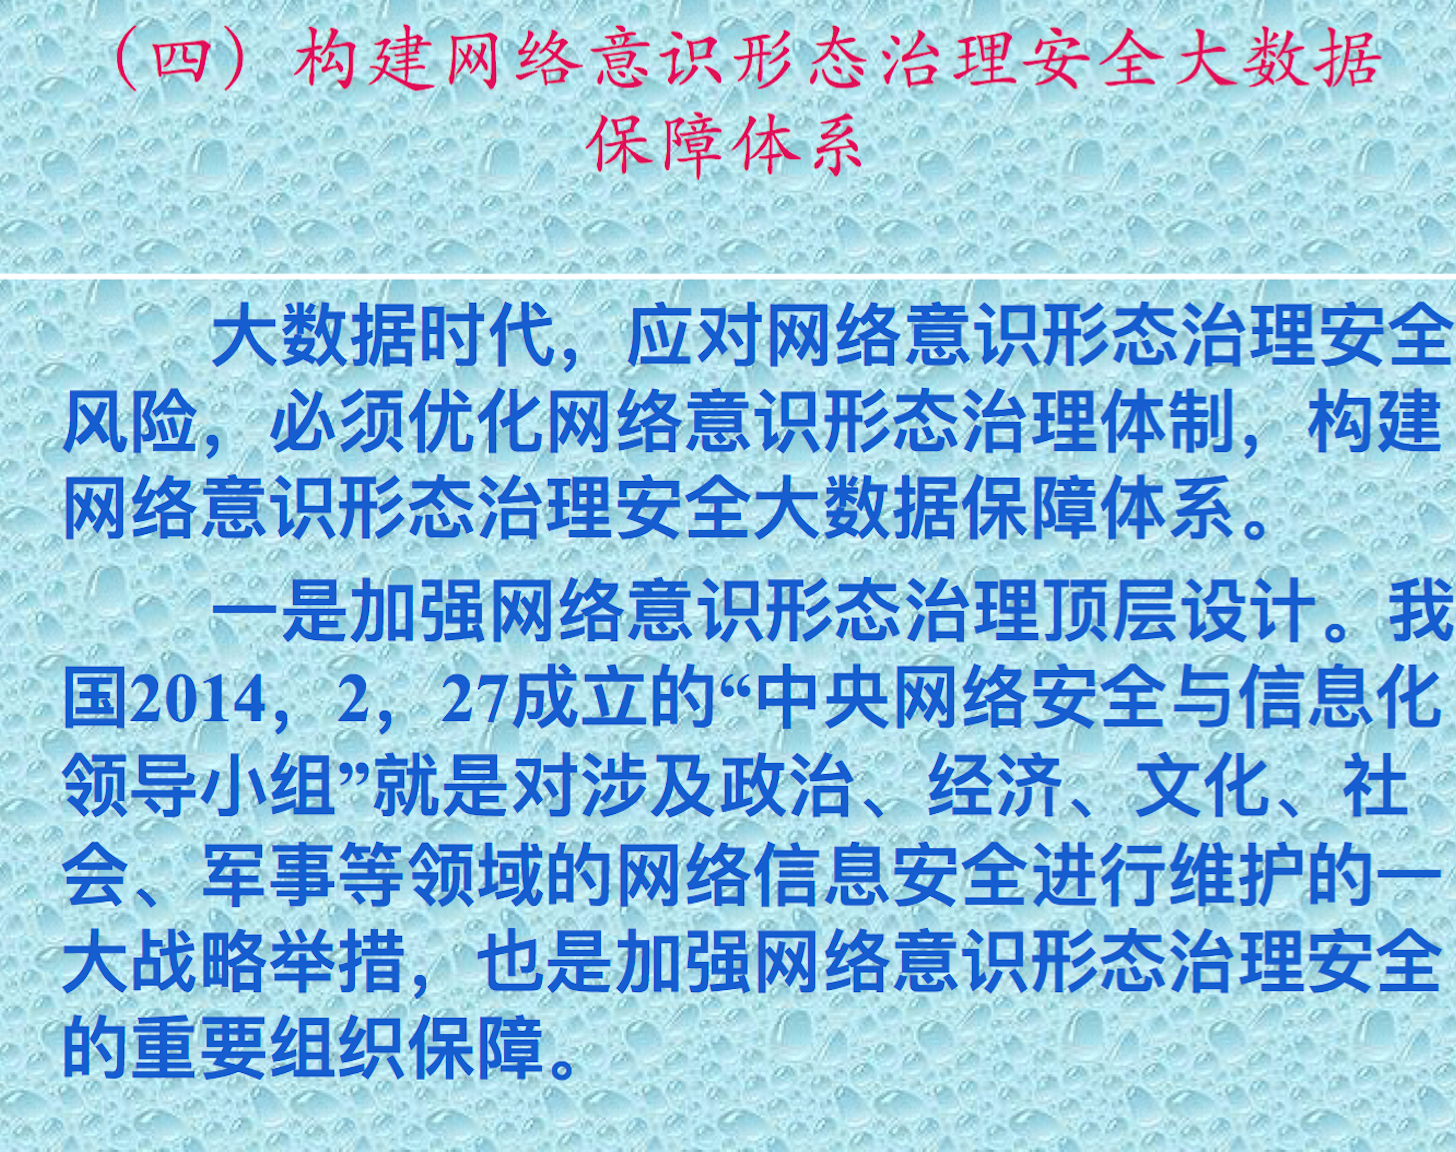 （四）构建网络意识形态治理安全大数据
保障体系
大数据时代，应对网络意识形态治理安全
风险，必须优化网络意识形态治理体制，构建
网络意识形态治理安全大数据保障体系。
一是加强网络意识形态治理顶层设计。我
国2014，2，27成立的“中央网络安全与信息化
领导小组”就是对涉及政治、经济、文化、社
会、军事等领域的网络信息安全进行维护的一
大战略举措，也是加强网络意识形态治理安全
的重要组织保障。